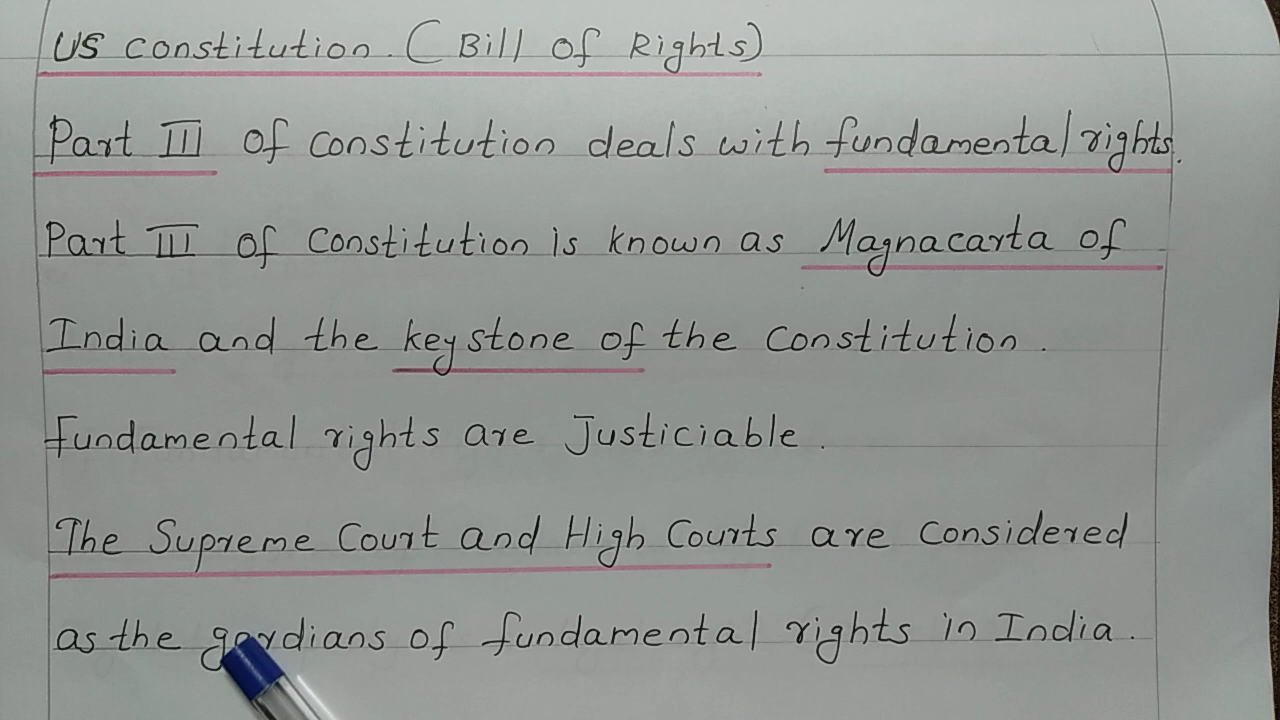 US constitution. (Bill of Rights)
Part III of constitution deals with fundamental rights.
Part III of constitution is known as Magnacarta of
India and the keystone of the constitution.
fundamental rights are Justiciable.
The Supreme Court and High Courts are considered
as the gardians of fundamental rights in India.